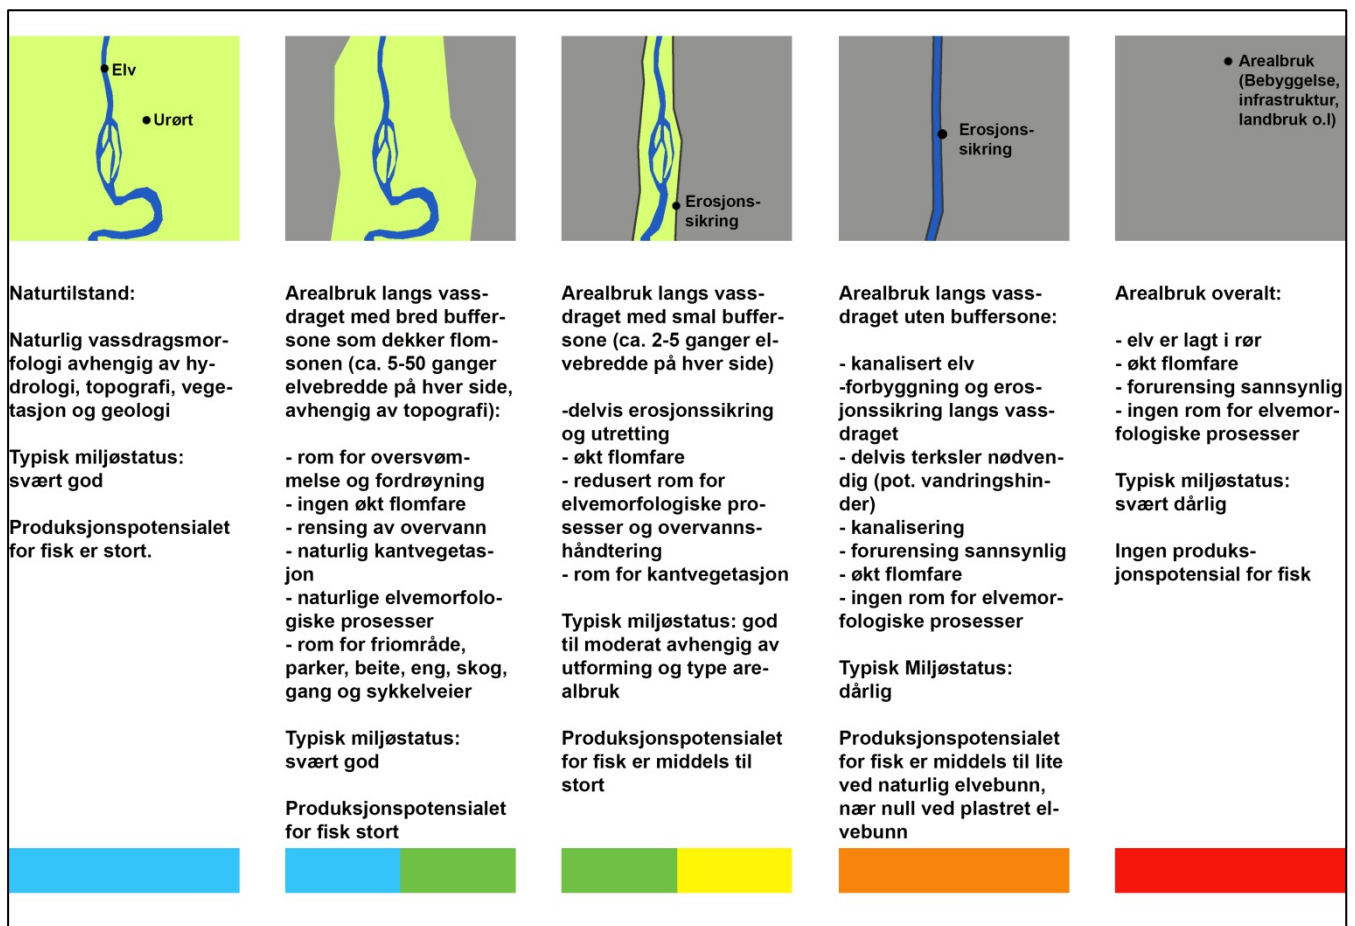 Elv
Urørt
Erosjons-
sikring
Erosjons-
sikring
Arealbruk
(Bebyggelse,
infrastruktur,
landbruk o.l)
Naturtilstand:
Naturlig vassdragsmor-
fologi avhengig av hy-
drologi, topografi, vege-
tasjon og geologi
Typisk miljøstatus:
svært god
Produksjonspotensialet
for fisk er stort.
Arealbruk langs vass-
draget med bred buffer-
sone som dekker flom-
sonen (ca. 5-50 ganger
elvebredde på hver side,
avhengig av topografi):
- rom for oversvøm-
melse og fordrøyning
- ingen økt flomfare
- rensing av overvann
- naturlig kantvegetas-
jon
- naturlige elvemorfolo-
giske prosesser
- rom for friområde,
parker, beite, eng, skog,
gang og sykkelveier
Typisk miljøstatus:
svært god
Produksjonspotensialet
for fisk stort
Arealbruk langs vass-
draget med smal buffer-
sone (ca. 2-5 ganger el-
vebredde på hver side)
-delvis erosjonssikring
og utretting
- økt flomfare
- redusert rom for
elvemorfologiske pro-
sesser og overvanns-
håndtering
- rom for kantvegetasjon
Typisk miljøstatus: god
til moderat avhengig av
utforming og type are-
albruk
Produksjonspotensialet
for fisk er middels til
stort
Arealbruk langs vass-
draget uten buffersone:
- kanalisert elv
-forbyggning og eros-
jonssikring langs vass-
draget
- delvis terksler nødven-
dig (pot. vandringshin-
der)
- kanalisering
- forurensing sannsynlig
- økt flomfare
- ingen rom for elvemor-
fologiske prosesser
Typisk Miljøstatus:
dårlig
Produksjonspotensialet
for fisk er middels til lite
ved naturlig elvebunn,
nær null ved plastret el-
vebunn
Arealbruk overalt:
- elv er lagt i rør
- økt flomfare
- forurensing sannsynlig
- ingen rom for elvemor-
fologiske prosesser
Typisk miljøstatus:
svært dårlig
Ingen produks-
jonspotensial for fisk